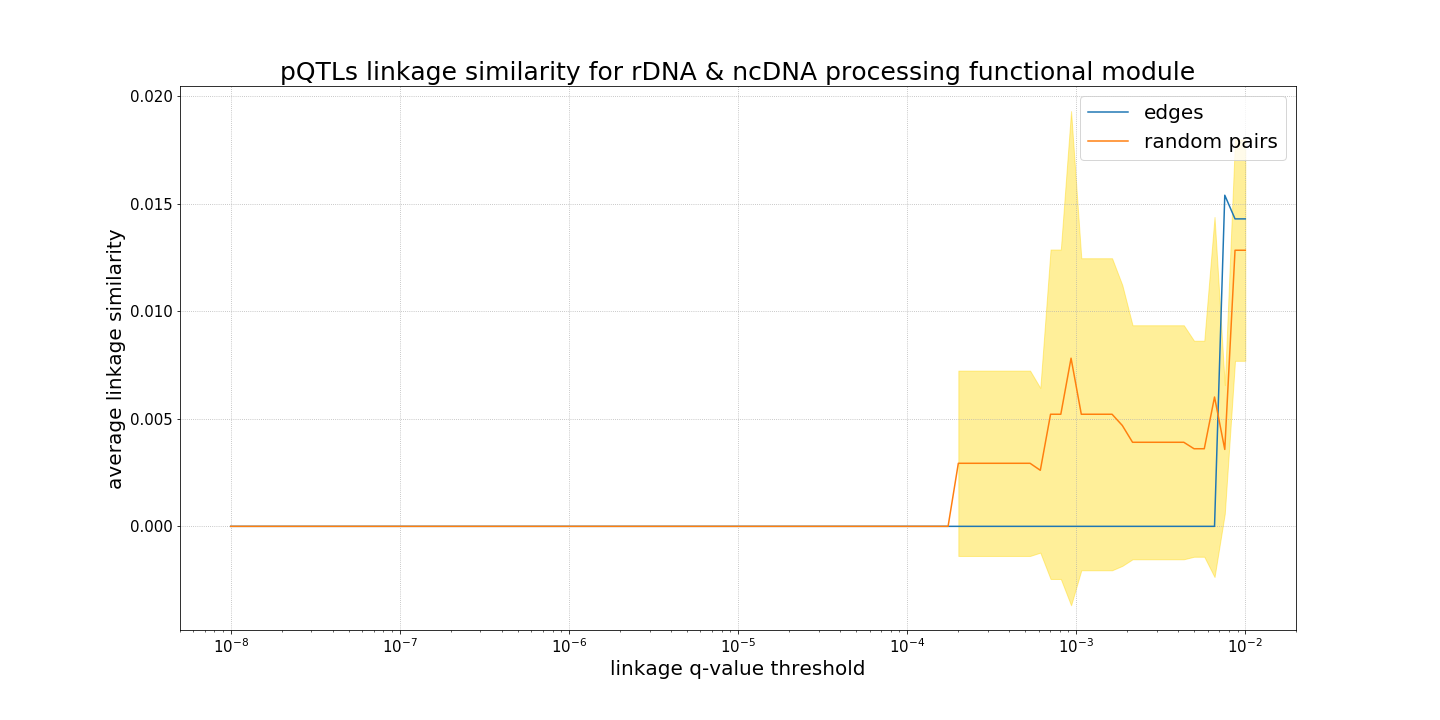 pQTLs linkage similarity for rDNA & ncDNA processing functional module
edges
random pairs
average linkage similarity
0.020
0.015
0.010
0.005
0.000
10⁻⁸ 10⁻⁷ 10⁻⁶ 10⁻⁵ 10⁻⁴ 10⁻³ 10⁻²
linkage q-value threshold